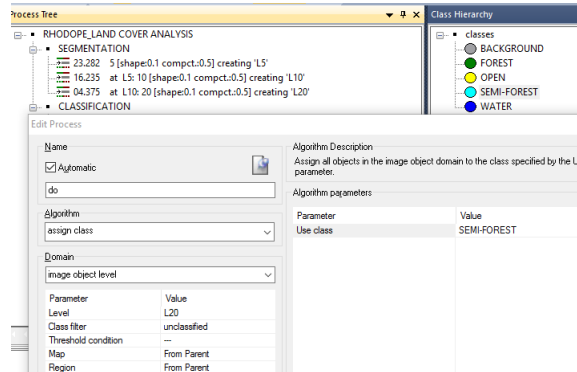 Process Tree
RHODOPE_LAND COVER ANALYSIS
SEGMENTATION
23.282 5 [shape:0.1 compct.:0.5] creating 'L5'
16.235 at L5: 10 [shape:0.1 compct.:0.5] creating 'L10'
04.375 at L10: 20 [shape:0.1 compct.:0.5] creating 'L20'
CLASSIFICATION
Class Hierarchy
classes
BACKGROUND
FOREST
OPEN
SEMI-FOREST
WATER
Edit Process
Name
Automatic
do
Algorithm
assign class
Domain
image object level
Parameter Value
Level L20
Class filter unclassified
Threshold condition ---
Map From Parent
Region From Parent
Algorithm Description
Assign all objects in the image object domain to the class specified by the U
parameter.
Algorithm parameters
Parameter Value
Use class SEMI-FOREST